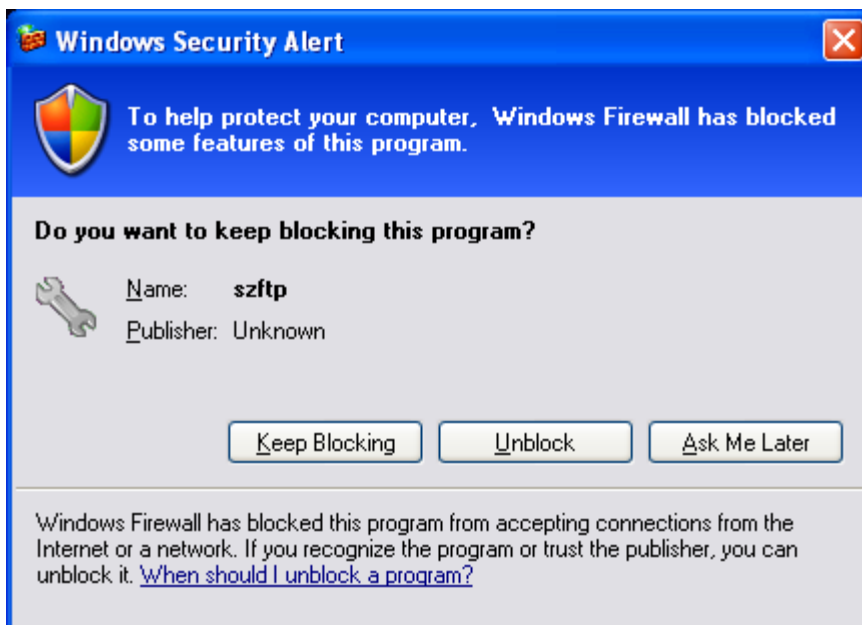 Windows Security Alert
To help protect your computer, Windows Firewall has blocked
some features of this program.
Do you want to keep blocking this program?
Name: szftp
Publisher: Unknown
Keep Blocking Unblock Ask Me Later
Windows Firewall has blocked this program from accepting connections from the
Internet or a network. If you recognize the program or trust the publisher, you can
unblock it. When should I unblock a program?